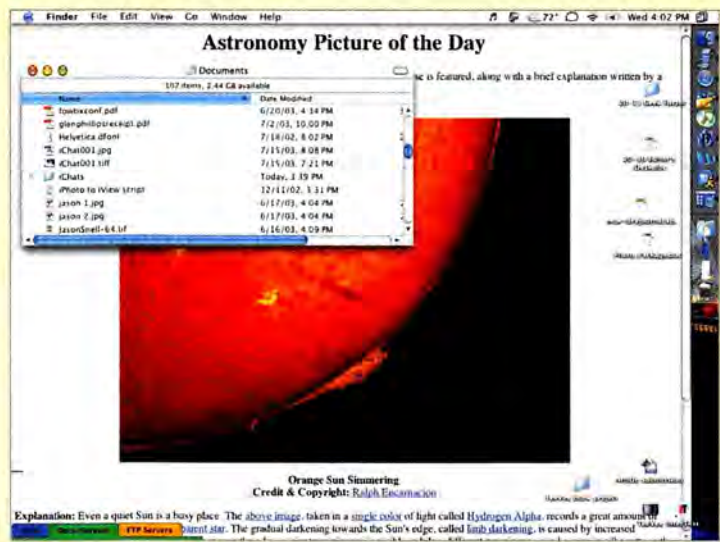 Finder File Edit View Go Window Help 72° Wed 4:02 PM
Astronomy Picture of the Day
is featured, along with a brief explanation written by a
Documents
107 items, 2.44 GB available
Name Date Modified
fowbxconf.pdf 6/20/03, 4:14 PM
glenphillipsreceipt.pdf 7/2/03, 10:00 PM
Helvetica.dfont 7/18/02, 8:02 PM
iChat001.jpg 7/15/03, 8:08 PM
iChat001.tiff 7/15/03, 7:21 PM
iChats Today, 3:39 PM
iPhoto to iView script 12/11/02, 3:31 PM
jason 1.jpg 6/17/03, 4:04 PM
jason 2.jpg 6/17/03, 4:04 PM
JasonSnell-64.tif 6/16/03, 4:09 PM
Orange Sun Simmering
Credit & Copyright: Ralph Encarnacion
Explanation: Even a quiet Sun is a busy place. The above image, taken in a single color of light called Hydrogen Alpha, records a great amount of
FTP Servers parent star. The gradual darkening towards the Sun's edge, called limb darkening, is caused by increased